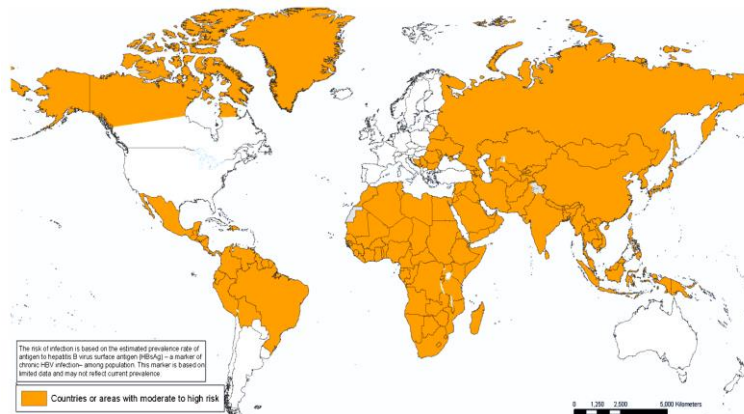 The risk of infection is based on the estimated prevalence rate of
antigen to hepatitis B virus surface antigen (HBsAg) – a marker of
chronic HBV infection– among population. This marker is based on
limited data and may not reflect current prevalence.
Countries or areas with moderate to high risk
0 1,250 2,500 5,000 Kilometers